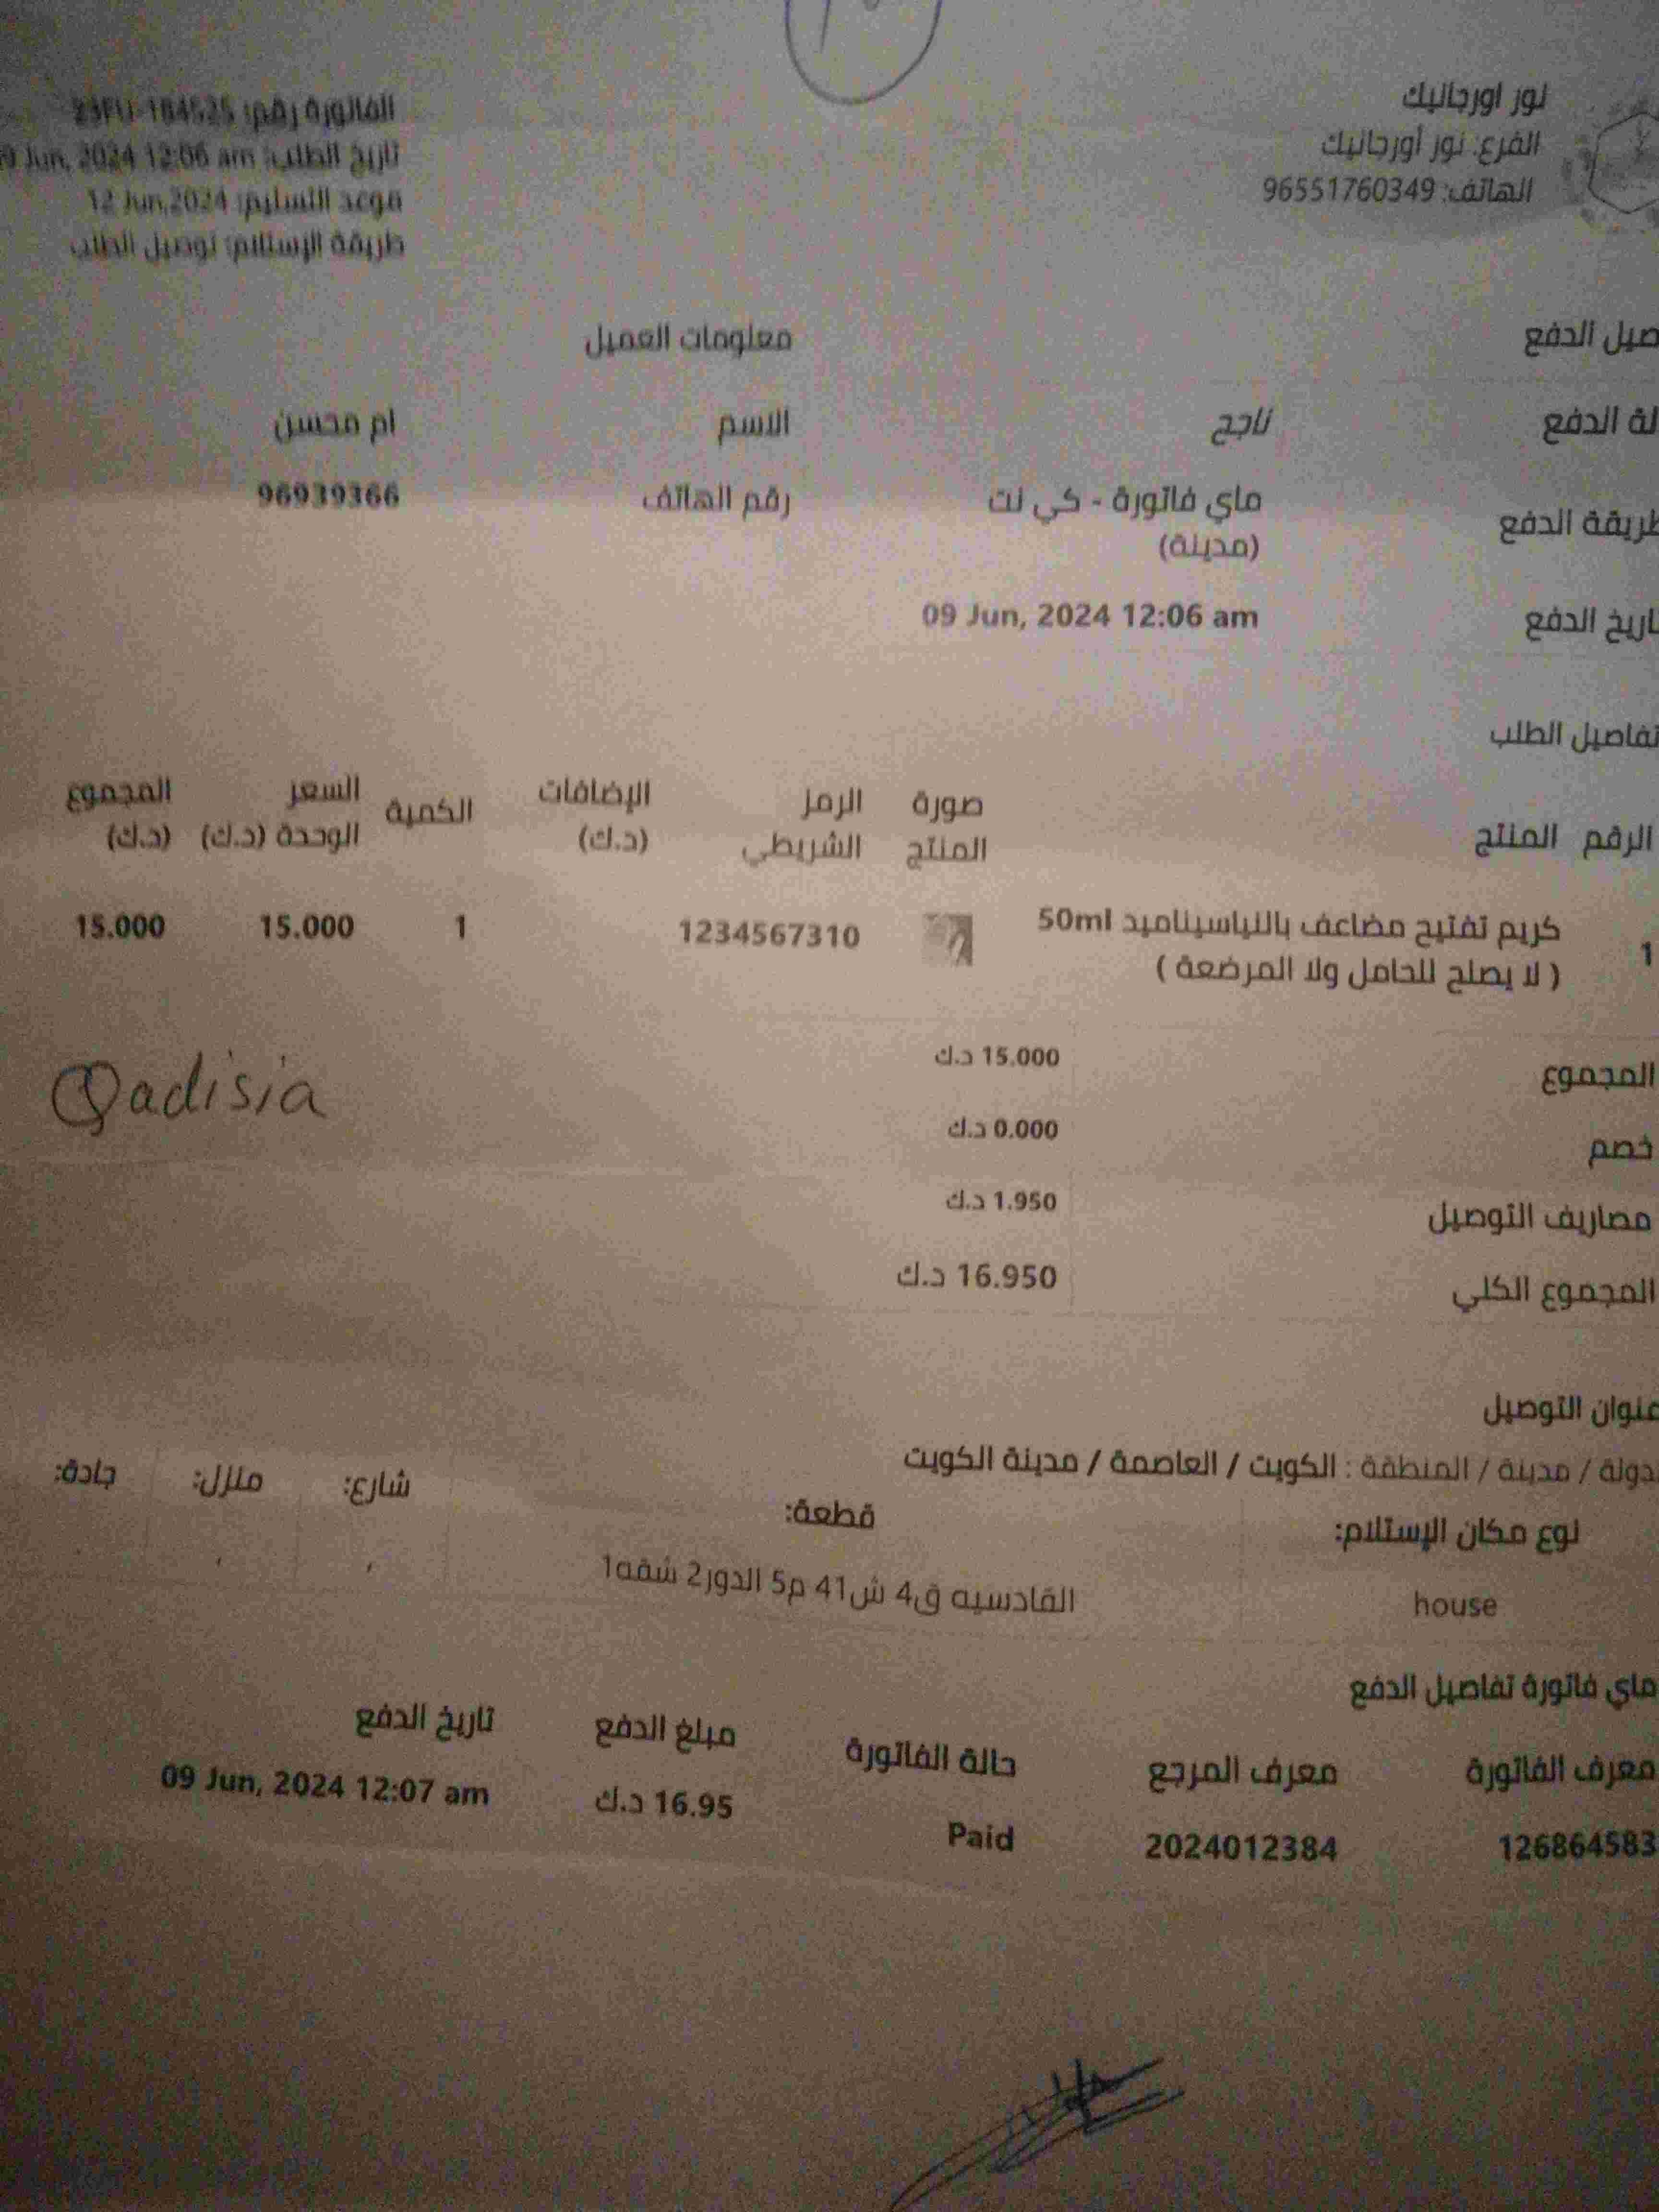 نور اورجانيك
الفرع: نور أورجانيك
الهاتف: 96551760349
الفاتورة رقم:
تاريخ الطلب: Jun, 2024 12:06 am
موعد التسليم: 12 Jun,2024
طريقة الإستلام: توصيل الطلب
صيل الدفع
معلومات العميل
لة الدفع ناجح الاسم ام محسن
طريقة الدفع ماي فاتورة - كي نت رقم الهاتف 96939366
(مدينة)
اريخ الدفع 09 Jun, 2024 12:06 am
تفاصيل الطلب
الرقم المنتج صورة المنتج الرمز الشريطي الإضافات (د.ك) الكمية السعر الوحدة (د.ك) المجموع (د.ك)
1 كريم تفتيح مضاعف بالنياسيناميد 50ml 1234567310 1 15.000 15.000
( لا يصلح للحامل ولا المرضعة )
المجموع 15.000 د.ك
Qadisia
خصم 0.000 د.ك
مصاريف التوصيل 1.950 د.ك
المجموع الكلي 16.950 د.ك
عنوان التوصيل
دولة / مدينة / المنطقة : الكويت / العاصمة / مدينة الكويت
نوع مكان الإستلام: قطعة: شارع: منزل: جادة:
house القادسيه ق4 ش41 م5 الدور2 شقه1
ماي فاتورة تفاصيل الدفع
معرف الفاتورة معرف المرجع حالة الفاتورة مبلغ الدفع تاريخ الدفع
126864583 2024012384 Paid 16.95 د.ك 09 Jun, 2024 12:07 am